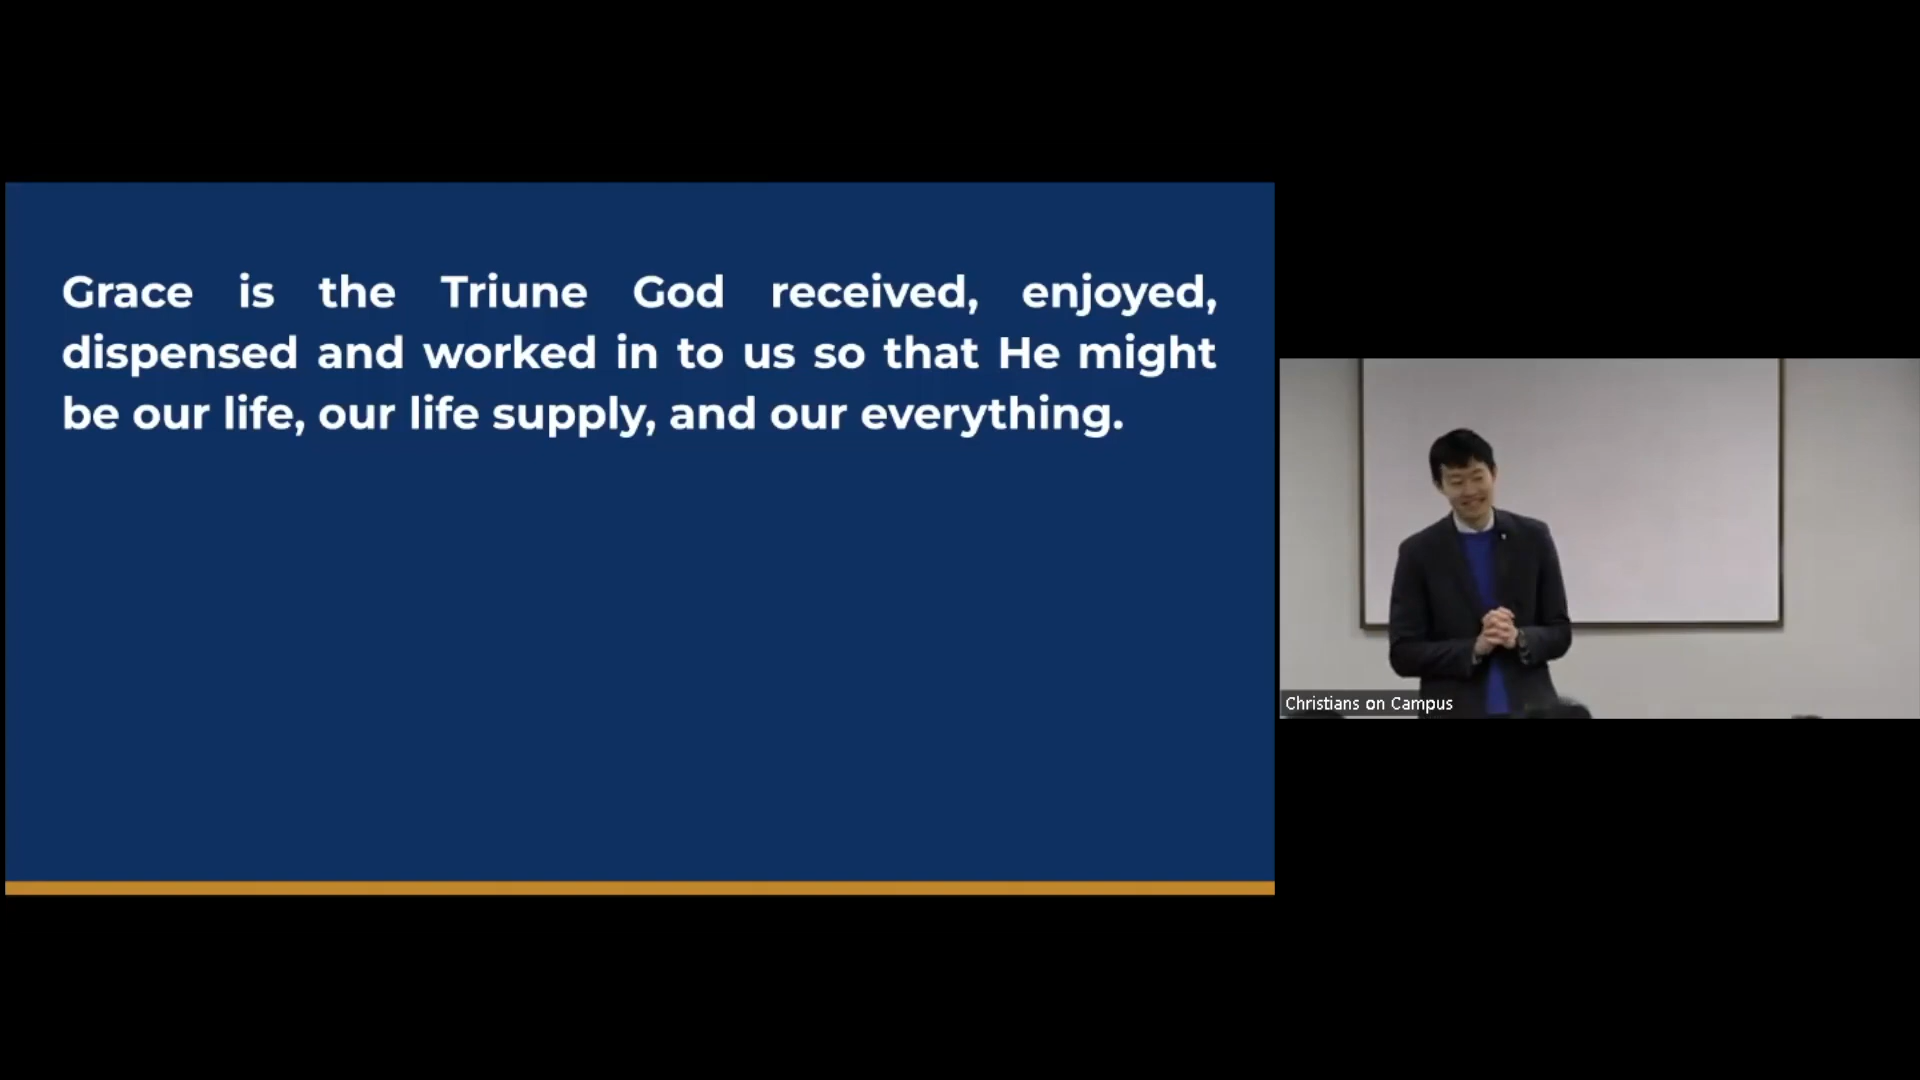 Grace is the Triune God received, enjoyed,
dispensed and worked in to us so that He might
be our life, our life supply, and our everything.
Christians on Campus